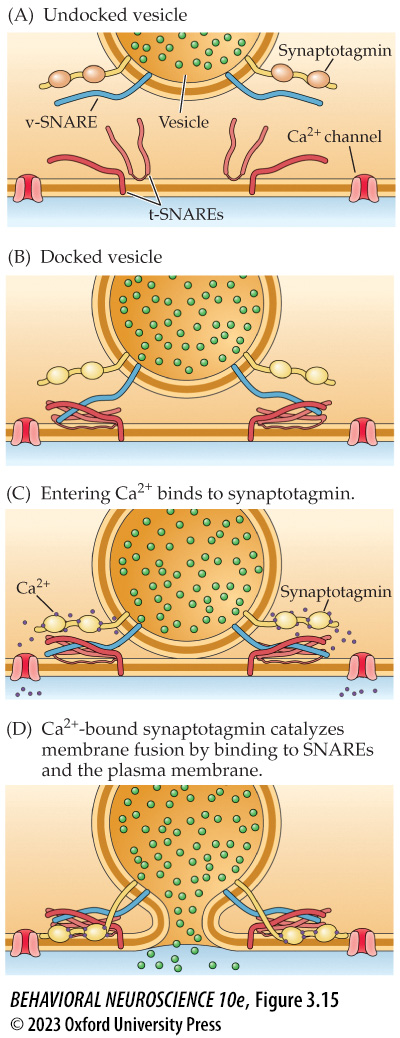 (A) Undocked vesicle
Synaptotagmin
v-SNARE
Vesicle
Ca²⁺ channel
t-SNAREs
(B) Docked vesicle
(C) Entering Ca²⁺ binds to synaptotagmin.
Ca²⁺
Synaptotagmin
(D) Ca²⁺-bound synaptotagmin catalyzes
membrane fusion by binding to SNAREs
and the plasma membrane.
BEHAVIORAL NEUROSCIENCE 10e, Figure 3.15
© 2023 Oxford University Press